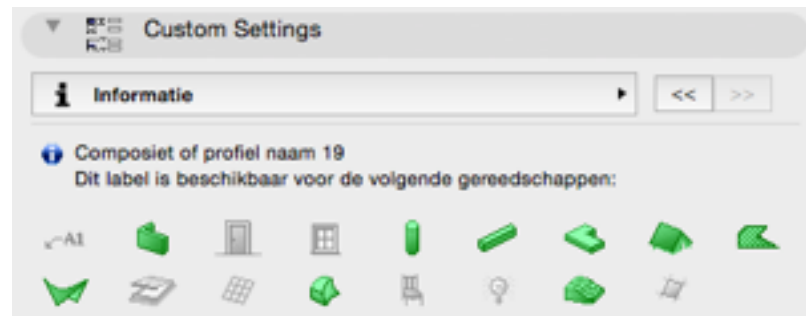 Custom Settings
Informatie
<< >>
Composiet of profiel naam 19
Dit label is beschikbaar voor de volgende gereedschappen:
A1